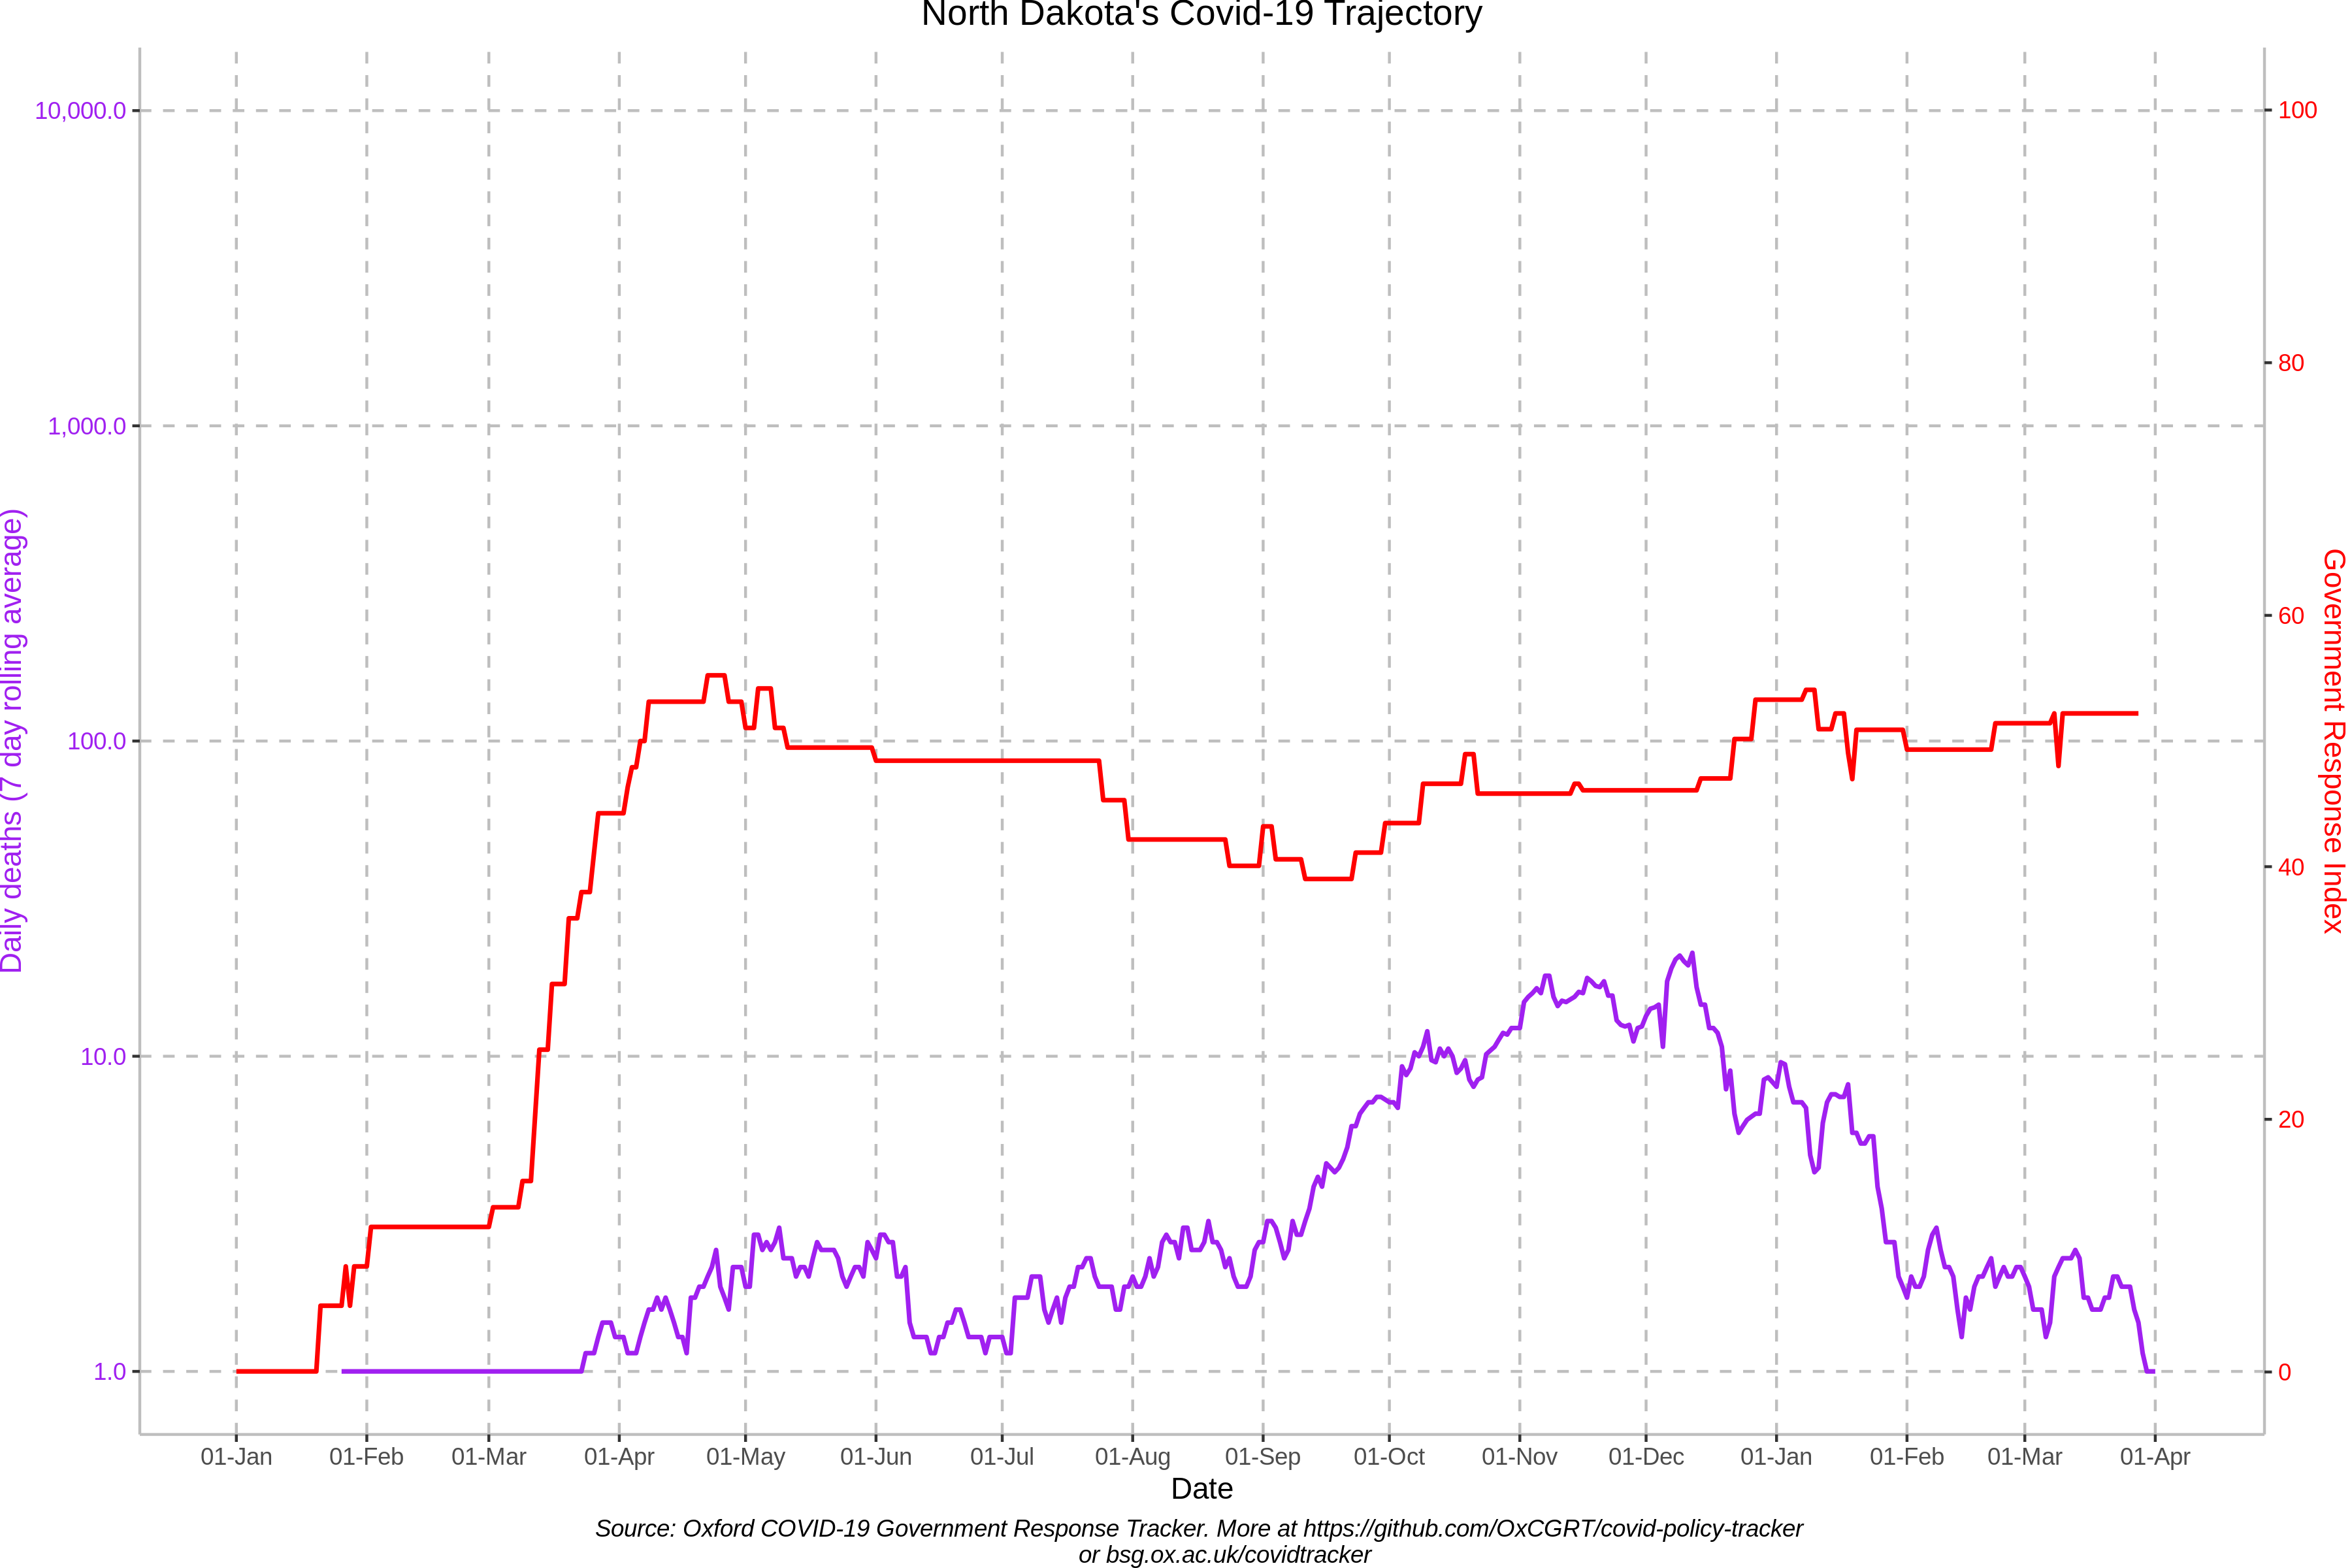 North Dakota's Covid-19 Trajectory
10,000.0
1,000.0
100.0
10.0
1.0
Daily deaths (7 day rolling average)
100
80
60
40
20
0
Government Response Index
01-Jan 01-Feb 01-Mar 01-Apr 01-May 01-Jun 01-Jul 01-Aug 01-Sep 01-Oct 01-Nov 01-Dec 01-Jan 01-Feb 01-Mar 01-Apr
Date
Source: Oxford COVID-19 Government Response Tracker. More at https://github.com/OxCGRT/covid-policy-tracker
or bsg.ox.ac.uk/covidtracker